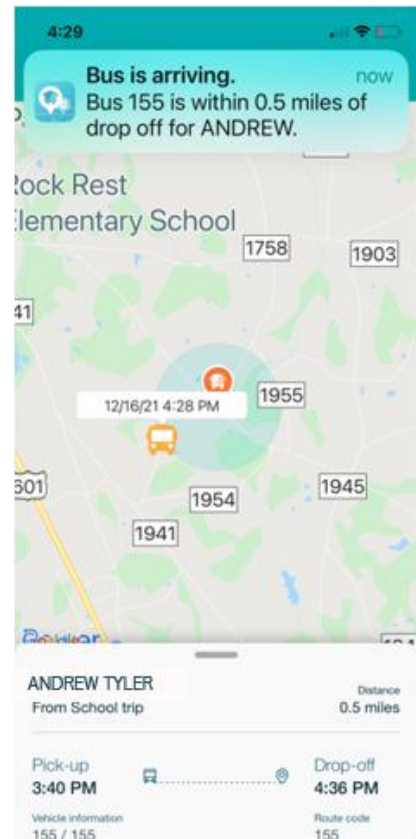 4:29
Bus is arriving.
now
Bus 155 is within 0.5 miles of
drop off for ANDREW.
Rock Rest
Elementary School
1758
1903
41
1955
12/16/21 4:28 PM
601
1954
1945
1941
ANDREW TYLER
Distance
From School trip
0.5 miles
Pick-up
Drop-off
3:40 PM
4:36 PM
Vehicle information
Route code
155 / 155
155